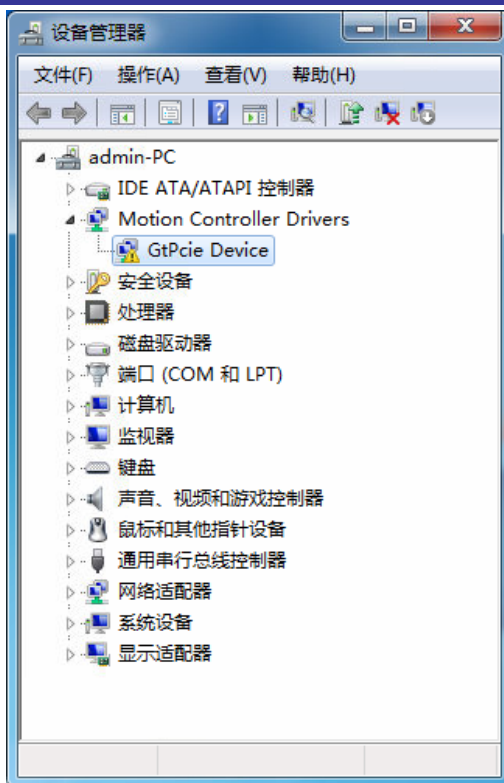 设备管理器
文件(F) 操作(A) 查看(V) 帮助(H)
admin-PC
IDE ATA/ATAPI 控制器
Motion Controller Drivers
GtPcie Device
安全设备
处理器
磁盘驱动器
端口 (COM 和 LPT)
计算机
监视器
键盘
声音、视频和游戏控制器
鼠标和其他指针设备
通用串行总线控制器
网络适配器
系统设备
显示适配器